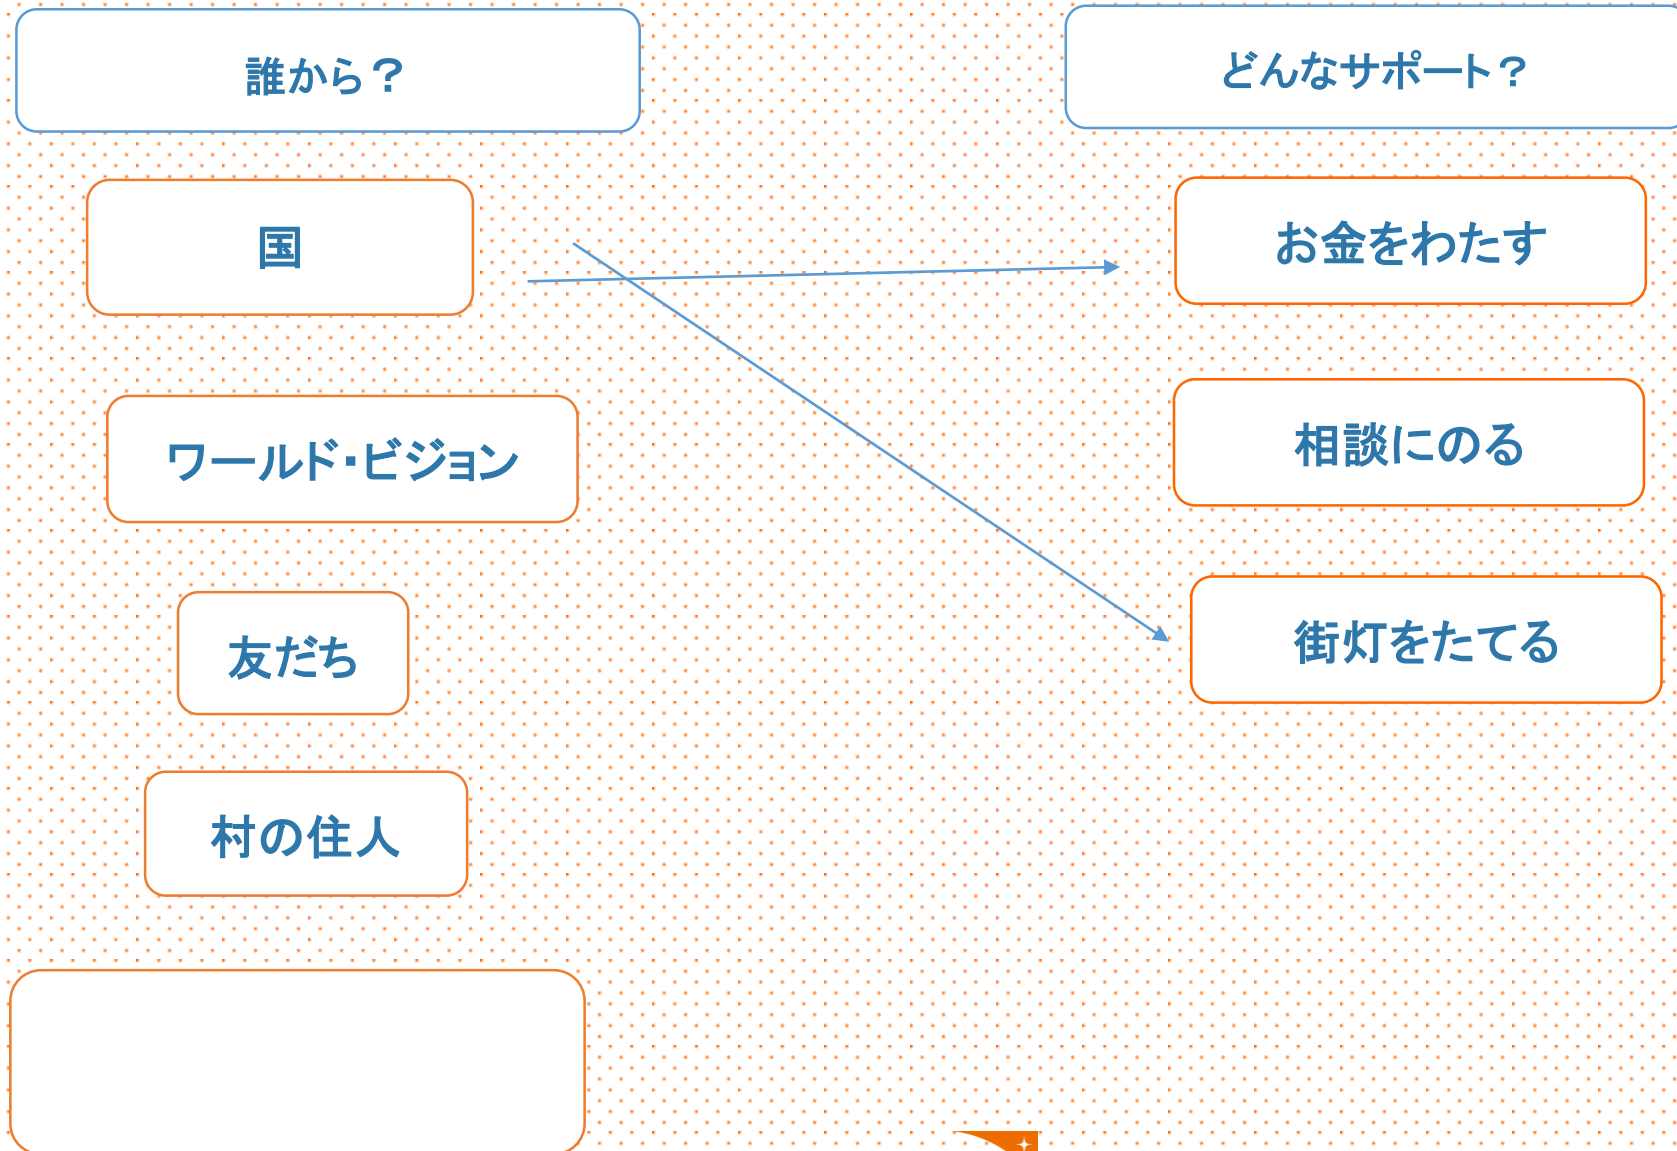 誰から？
どんなサポート？
国
お金をわたす
ワールド・ビジョン
相談にのる
友だち
街灯をたてる
村の住人